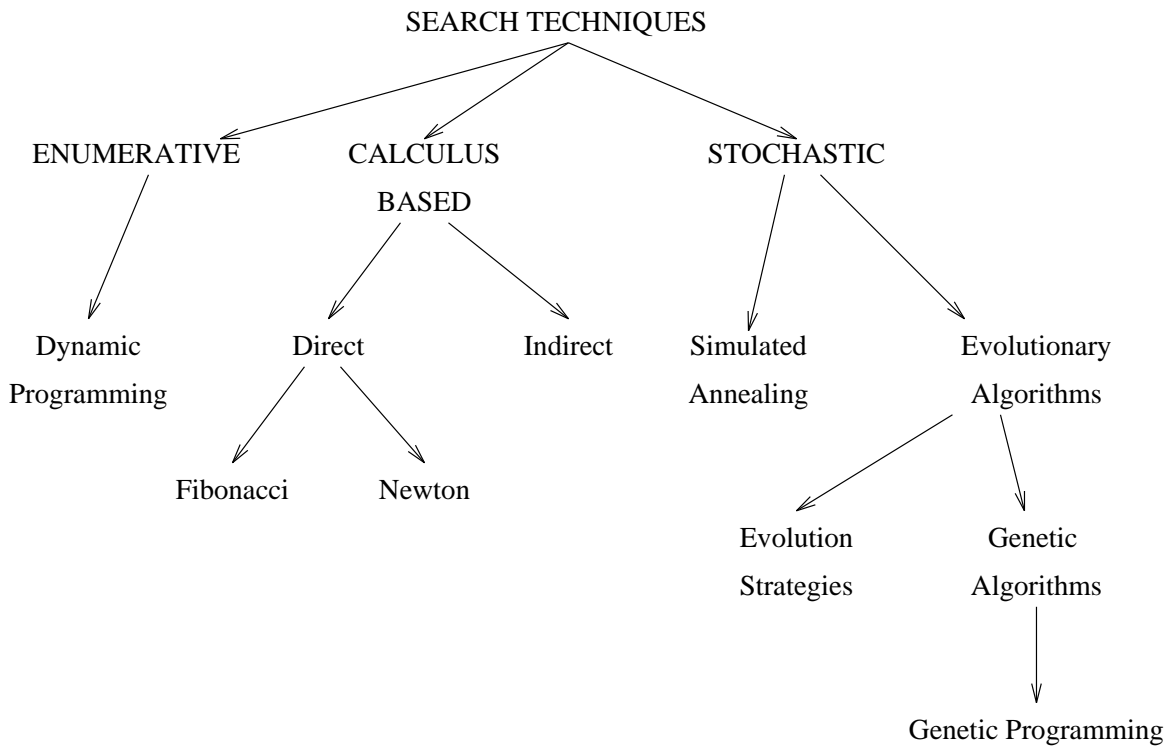 SEARCH TECHNIQUES
ENUMERATIVE
CALCULUS
BASED
STOCHASTIC
Dynamic
Programming
Direct
Indirect
Simulated
Annealing
Evolutionary
Algorithms
Fibonacci
Newton
Evolution
Strategies
Genetic
Algorithms
Genetic Programming